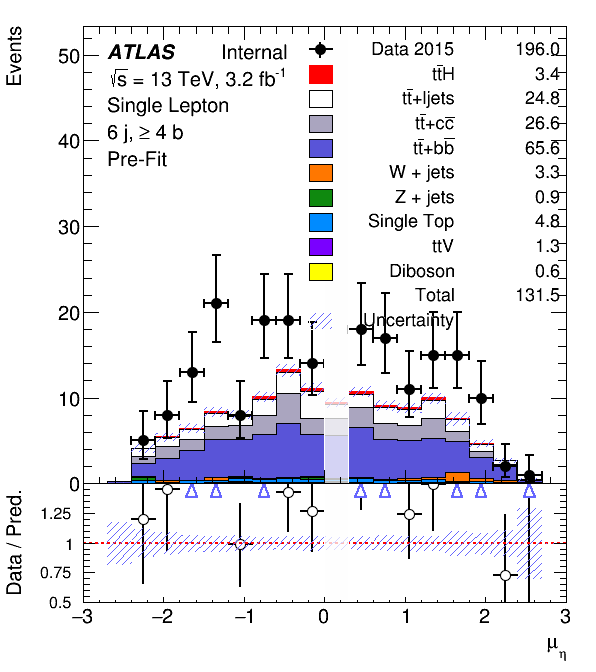 Events
ATLAS Internal
√s = 13 TeV, 3.2 fb⁻¹
Single Lepton
6 j, ≥ 4 b
Pre-Fit
Data 2015 196.0
tt̄H 3.4
tt̄+ljets 24.8
tt̄+cc̄ 26.6
tt̄+bb̄ 65.6
W + jets 3.3
Z + jets 0.9
Single Top 4.8
ttV 1.3
Diboson 0.6
Total 131.5
Uncertainty
50
40
30
20
10
0
Data / Pred.
1.25
1
0.75
0.5
−3 −2 −1 0 1 2 3
μη